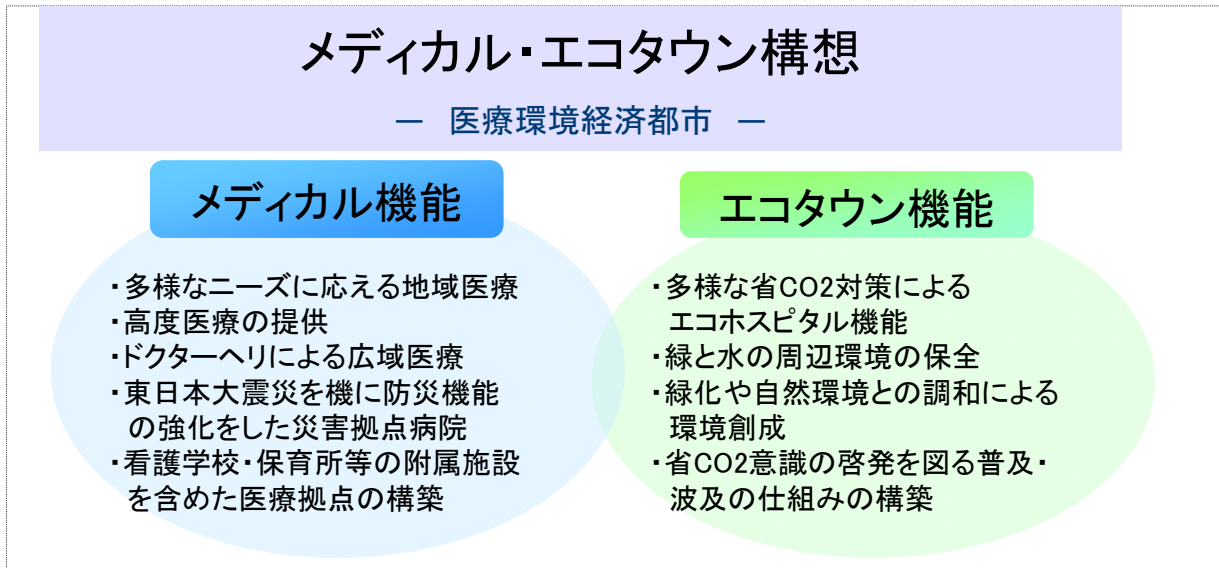 メディカル・エコタウン構想
― 医療環境経済都市 ―
メディカル機能
・多様なニーズに応える地域医療
・高度医療の提供
・ドクターヘリによる広域医療
・東日本大震災を機に防災機能
の強化をした災害拠点病院
・看護学校・保育所等の附属施設
を含めた医療拠点の構築
エコタウン機能
・多様な省CO2対策による
エコホスピタル機能
・緑と水の周辺環境の保全
・緑化や自然環境との調和による
環境創成
・省CO2意識の啓発を図る普及・
波及の仕組みの構築